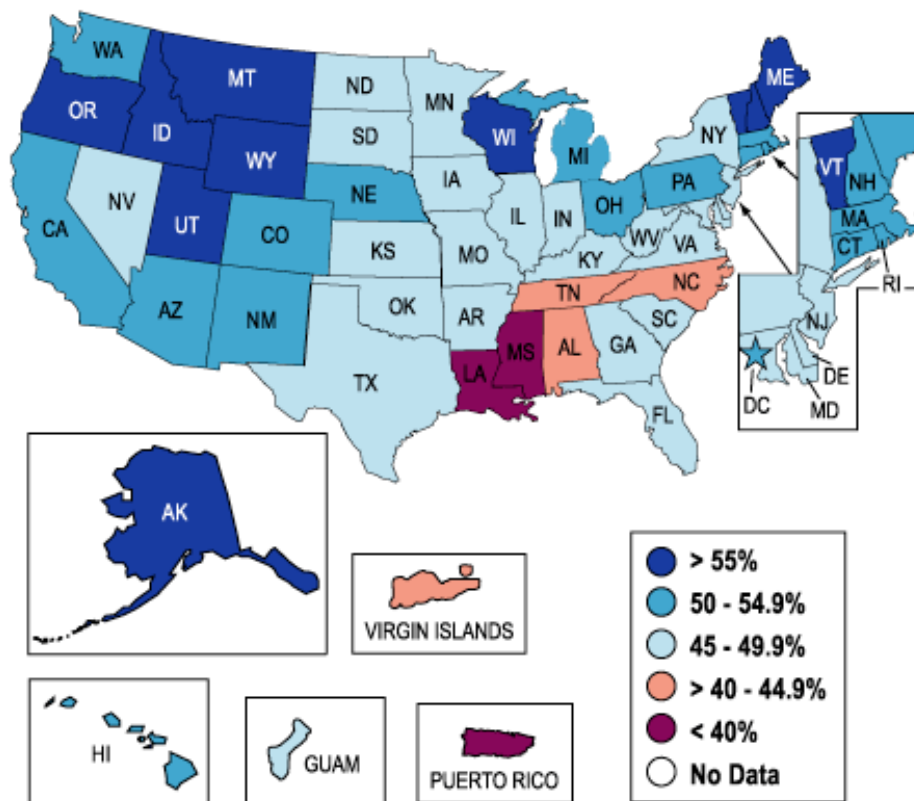 WA
MT
ND
MN
ME
OR
ID
SD
WI
NY
VT
WY
MI
NH
IA
PA
NE
NV
IL
IN
OH
MA
UT
CA
CO
WV
CT
KS
MO
VA
KY
RI
TN
NC
OK
AZ
NM
AR
SC
NJ
MS
AL
GA
LA
TX
DE
DC
MD
FL
AK
VIRGIN ISLANDS
HI
GUAM
PUERTO RICO
> 55%
50 - 54.9%
45 - 49.9%
> 40 - 44.9%
< 40%
No Data